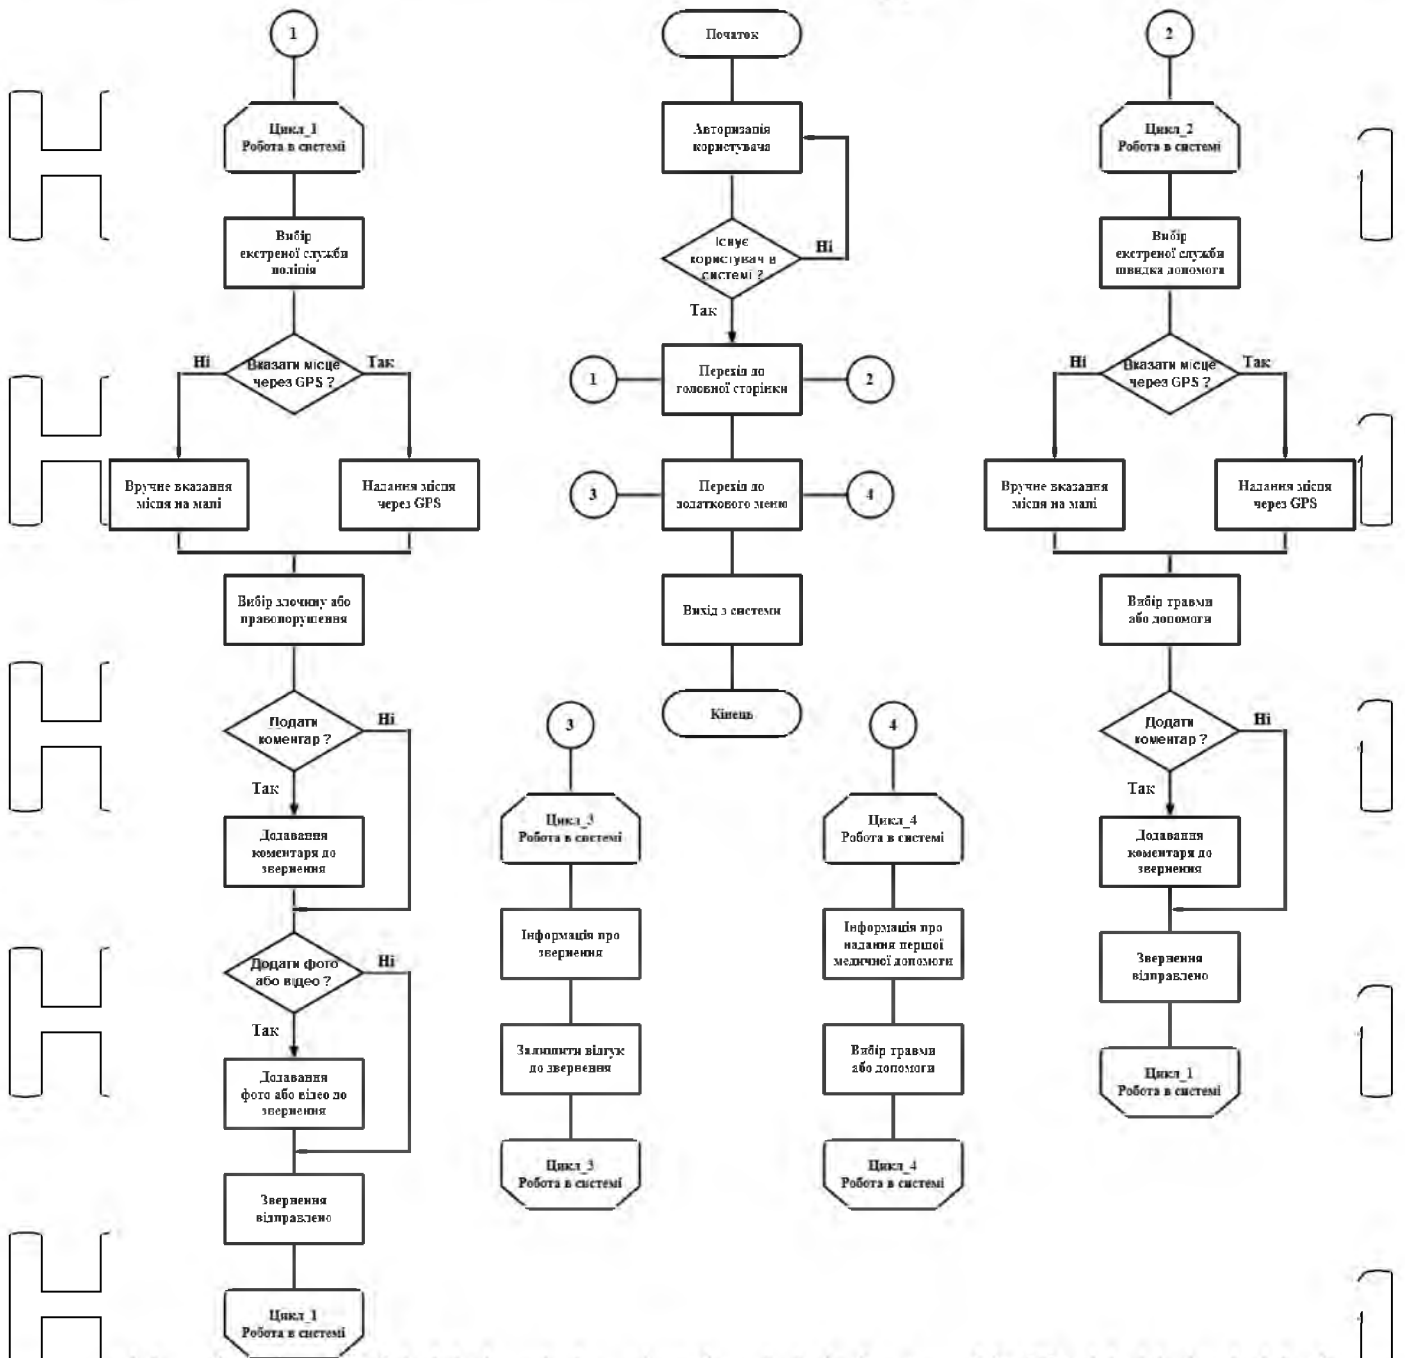 1
Цикл_1
Робота в системі
Вибір
екстреної служби
поліція
Вказати місце
через GPS ?
Ні
Так
Вручне вказання
місця на мапі
Надання місця
через GPS
Вибір злочину або
правопорушення
Додати
коментар ?
Ні
Так
Додавання
коментаря до
звернення
Додати фото
або відео ?
Ні
Так
Додавання
фото або відео до
звернення
Звернення
відправлено
Цикл_1
Робота в системі
Початок
Авторизація
користувача
Існує
користувач в
системі ?
Ні
Так
1
Перехід до
головної сторінки
2
3
Перехід до
додаткового меню
4
Вихід з системи
Кінець
3
Цикл_3
Робота в системі
Інформація про
звернення
Залишити відгук
до звернення
Цикл_3
Робота в системі
4
Цикл_4
Робота в системі
Інформація про
надання першої
медичної допомоги
Вибір травми
або допомоги
Цикл_4
Робота в системі
2
Цикл_2
Робота в системі
Вибір
екстреної служби
швидка допомога
Вказати місце
через GPS ?
Ні
Так
Вручне вказання
місця на мапі
Надання місця
через GPS
Вибір травми
або допомоги
Додати
коментар ?
Ні
Так
Додавання
коментаря до
звернення
Звернення
відправлено
Цикл_1
Робота в системі